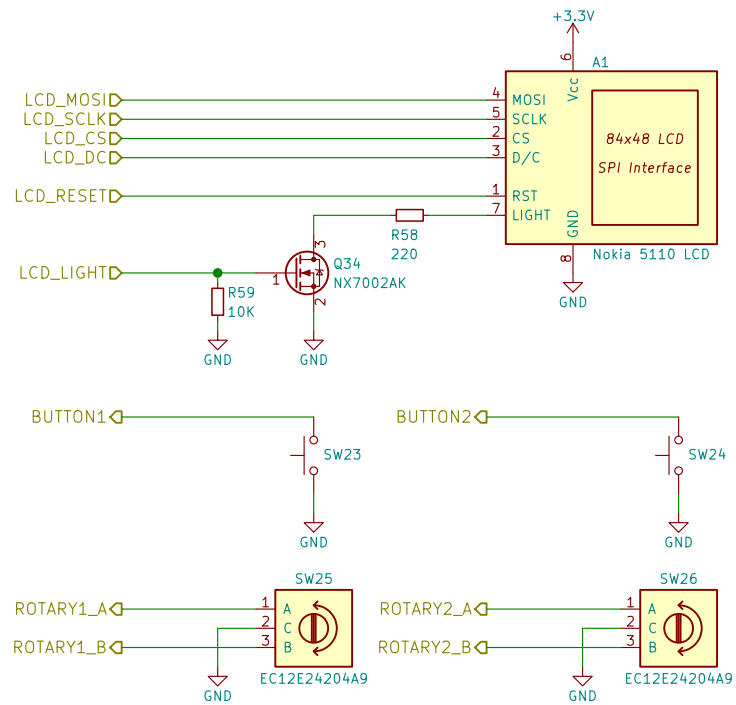 +3.3V
6
A1
Vcc
LCD_MOSI
4
MOSI
LCD_SCLK
5
SCLK
LCD_CS
2
CS
LCD_DC
3
D/C
84x48 LCD
SPI Interface
LCD_RESET
1
RST
7
LIGHT
R58
220
GND
8
Nokia 5110 LCD
GND
LCD_LIGHT
1
3
2
Q34
NX7002AK
R59
10K
GND
GND
BUTTON1
SW23
GND
BUTTON2
SW24
GND
SW25
ROTARY1_A
1
A
2
C
ROTARY1_B
3
B
EC12E24204A9
GND
SW26
ROTARY2_A
1
A
2
C
ROTARY2_B
3
B
EC12E24204A9
GND